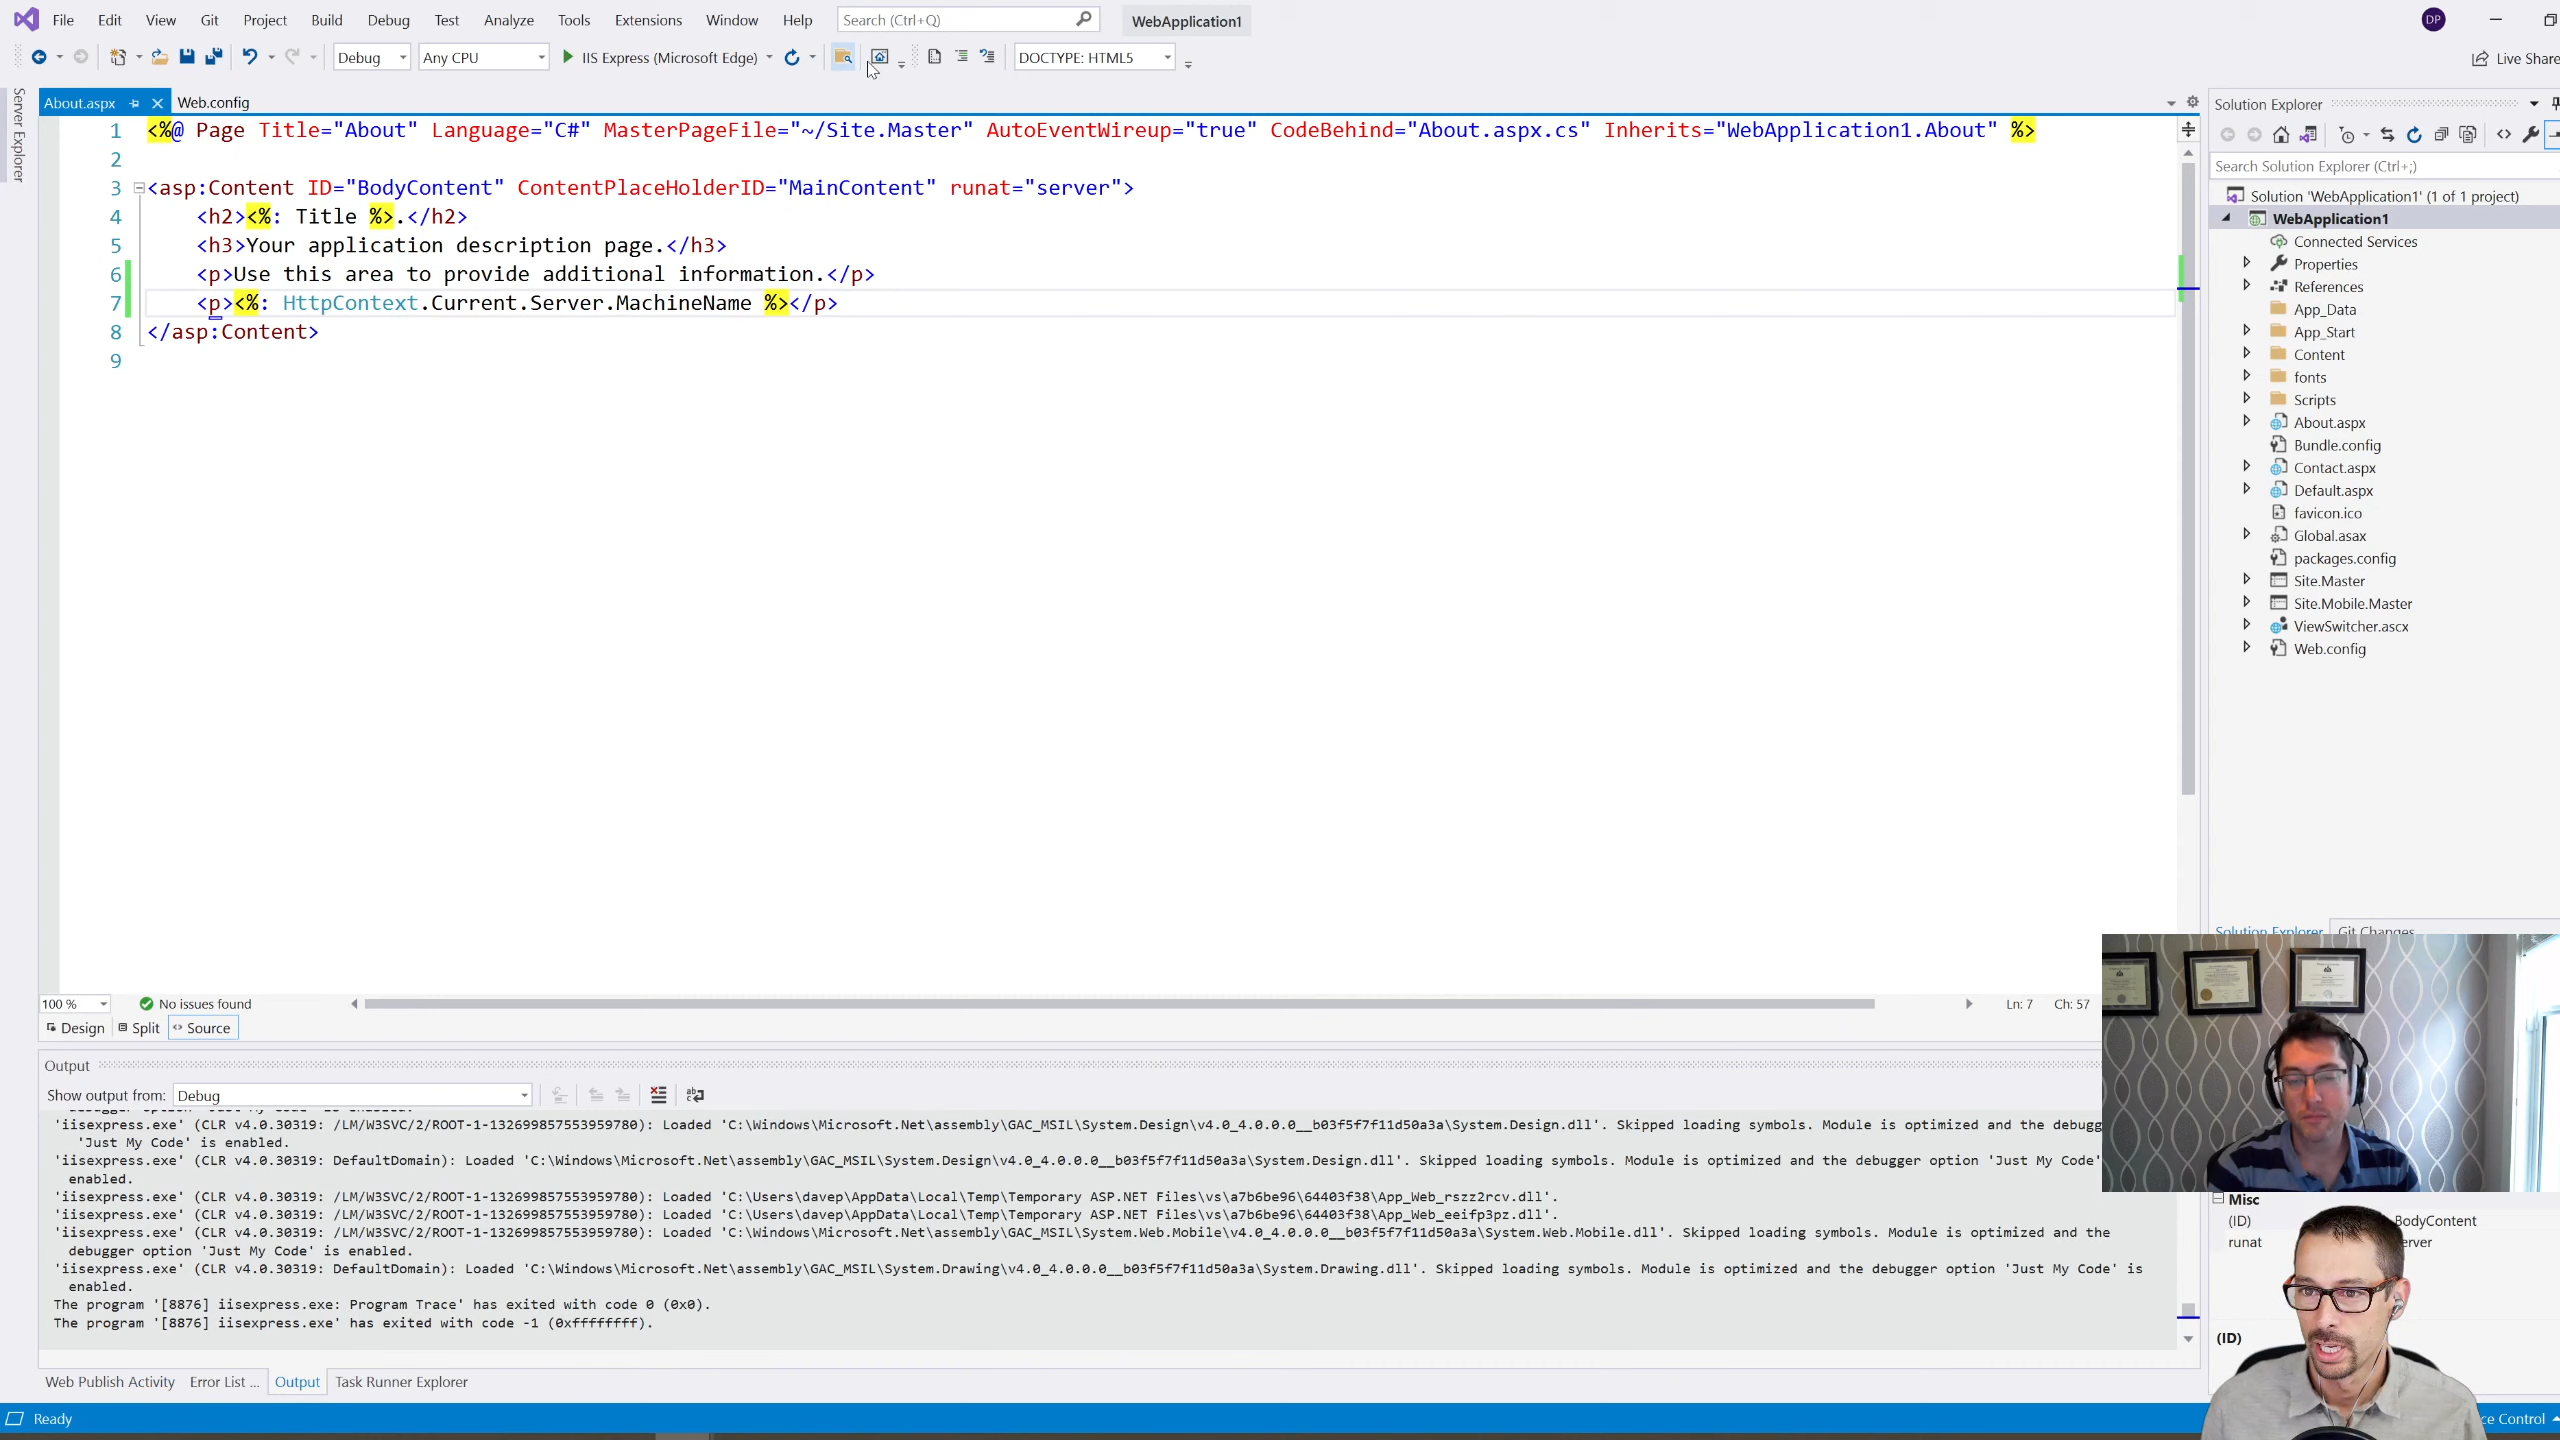 File Edit View Git Project Build Debug Test Analyze Tools Extensions Window Help Search (Ctrl+Q) WebApplication1 DP
Debug Any CPU IIS Express (Microsoft Edge) DOCTYPE: HTML5 Live Share
Server Explorer
About.aspx Web.config
1 <%@ Page Title="About" Language="C#" MasterPageFile="~/Site.Master" AutoEventWireup="true" CodeBehind="About.aspx.cs" Inherits="WebApplication1.About" %>
2
3 <asp:Content ID="BodyContent" ContentPlaceHolderID="MainContent" runat="server">
4 <h2><%: Title %>.</h2>
5 <h3>Your application description page.</h3>
6 <p>Use this area to provide additional information.</p>
7 <p><%: HttpContext.Current.Server.MachineName %></p>
8 </asp:Content>
9
100 % No issues found Ln: 7 Ch: 57
Design Split Source
Output
Show output from: Debug
debugger option 'Just My Code' is enabled.
'iisexpress.exe' (CLR v4.0.30319: /LM/W3SVC/2/ROOT-1-132699857553959780): Loaded 'C:\Windows\Microsoft.Net\assembly\GAC_MSIL\System.Design\v4.0_4.0.0.0__b03f5f7f11d50a3a\System.Design.dll'. Skipped loading symbols. Module is optimized and the debugg
'Just My Code' is enabled.
'iisexpress.exe' (CLR v4.0.30319: DefaultDomain): Loaded 'C:\Windows\Microsoft.Net\assembly\GAC_MSIL\System.Design\v4.0_4.0.0.0__b03f5f7f11d50a3a\System.Design.dll'. Skipped loading symbols. Module is optimized and the debugger option 'Just My Code'
enabled.
'iisexpress.exe' (CLR v4.0.30319: /LM/W3SVC/2/ROOT-1-132699857553959780): Loaded 'C:\Users\davep\AppData\Local\Temp\Temporary ASP.NET Files\vs\a7b6be96\64403f38\App_Web_rszz2rcv.dll'.
'iisexpress.exe' (CLR v4.0.30319: /LM/W3SVC/2/ROOT-1-132699857553959780): Loaded 'C:\Users\davep\AppData\Local\Temp\Temporary ASP.NET Files\vs\a7b6be96\64403f38\App_Web_eeifp3pz.dll'.
'iisexpress.exe' (CLR v4.0.30319: /LM/W3SVC/2/ROOT-1-132699857553959780): Loaded 'C:\Windows\Microsoft.Net\assembly\GAC_MSIL\System.Web.Mobile\v4.0_4.0.0.0__b03f5f7f11d50a3a\System.Web.Mobile.dll'. Skipped loading symbols. Module is optimized and the
debugger option 'Just My Code' is enabled.
'iisexpress.exe' (CLR v4.0.30319: DefaultDomain): Loaded 'C:\Windows\Microsoft.Net\assembly\GAC_MSIL\System.Drawing\v4.0_4.0.0.0__b03f5f7f11d50a3a\System.Drawing.dll'. Skipped loading symbols. Module is optimized and the debugger option 'Just My Code' is
enabled.
The program '[8876] iisexpress.exe: Program Trace' has exited with code 0 (0x0).
The program '[8876] iisexpress.exe' has exited with code -1 (0xffffffff).
Web Publish Activity Error List ... Output Task Runner Explorer
Ready
Solution Explorer
Search Solution Explorer (Ctrl+;)
Solution 'WebApplication1' (1 of 1 project)
WebApplication1
Connected Services
Properties
References
App_Data
App_Start
Content
fonts
Scripts
About.aspx
Bundle.config
Contact.aspx
Default.aspx
favicon.ico
Global.asax
packages.config
Site.Master
Site.Mobile.Master
ViewSwitcher.ascx
Web.config
Solution Explorer Git Changes
Misc
(ID) BodyContent
runat erver
(ID)
ce Control